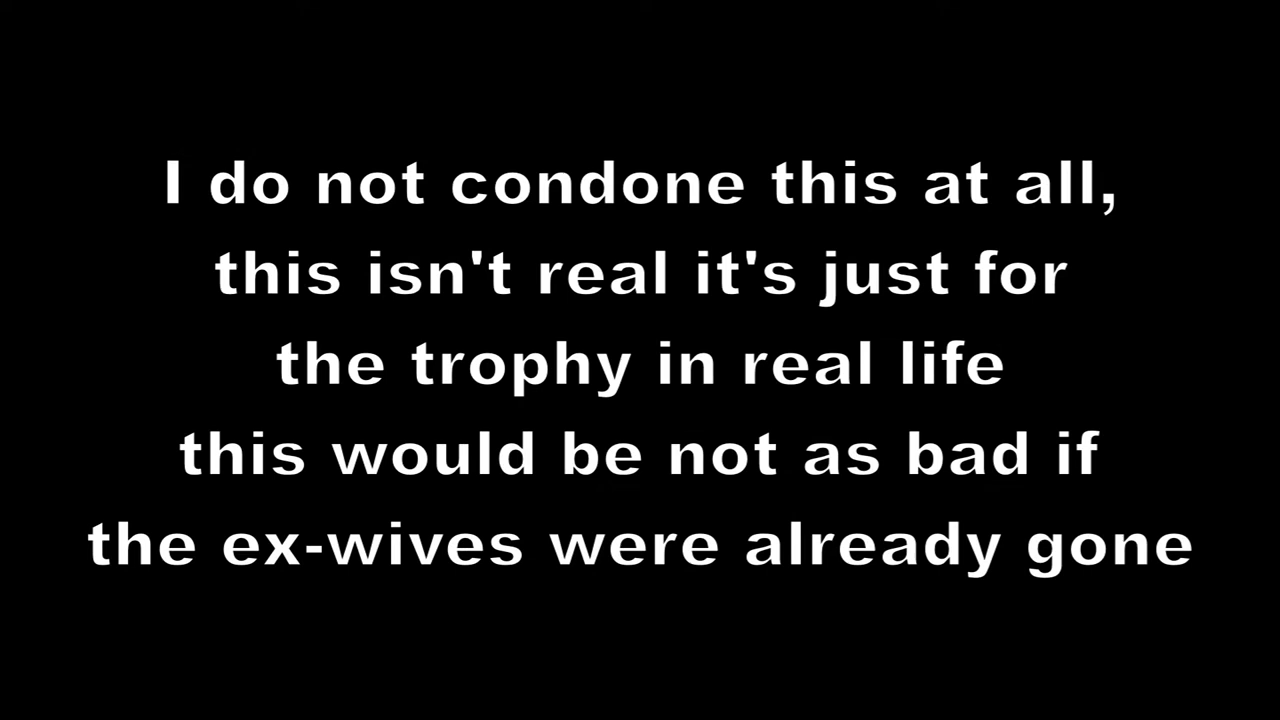 I do not condone this at all,
this isn't real it's just for
the trophy in real life
this would be not as bad if
the ex-wives were already gone